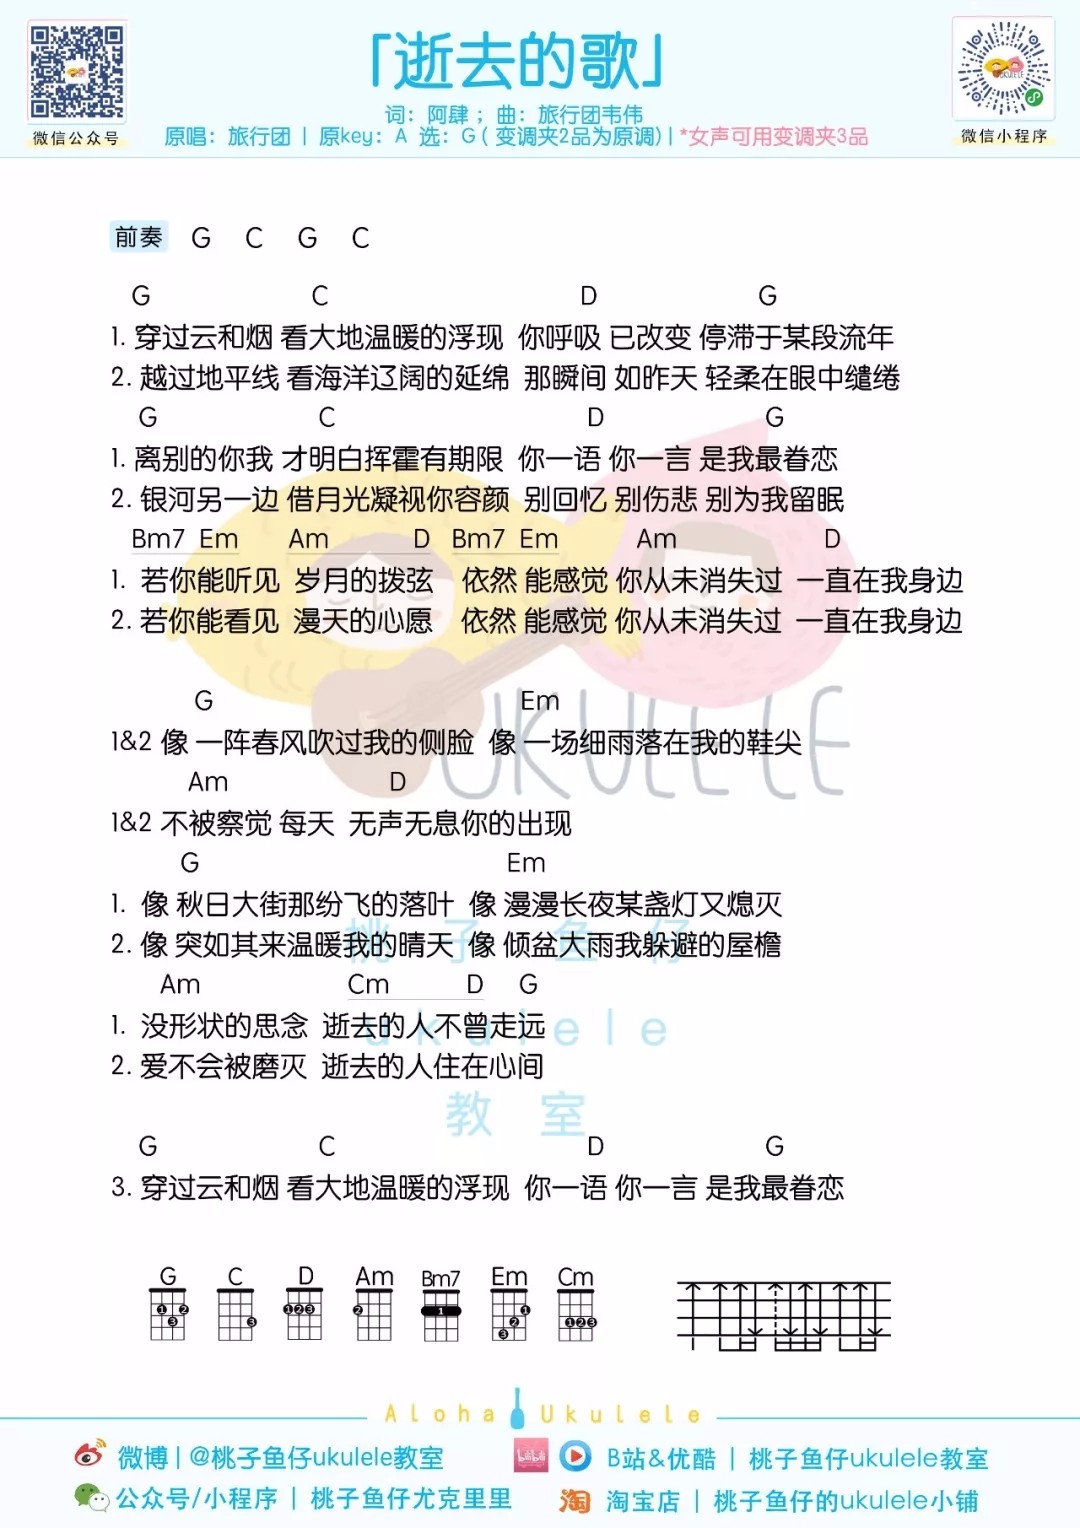 「逝去的歌」
词：阿肆；曲：旅行团韦伟
原唱：旅行团 | 原key：A 选：G ( 变调夹2品为原调) | *女声可用变调夹3品
微信公众号
微信小程序
前奏 G C G C
G C D G
1. 穿过云和烟 看大地温暖的浮现 你呼吸 已改变 停滞于某段流年
2. 越过地平线 看海洋辽阔的延绵 那瞬间 如昨天 轻柔在眼中缱绻
G C D G
1. 离别的你我 才明白挥霍有期限 你一语 你一言 是我最眷恋
2. 银河另一边 借月光凝视你容颜 别回忆 别伤悲 别为我留眠
Bm7 Em Am D Bm7 Em Am D
1. 若你能听见 岁月的拨弦 依然 能感觉 你从未消失过 一直在我身边
2. 若你能看见 漫天的心愿 依然 能感觉 你从未消失过 一直在我身边
UKULELE
G Em
1&2 像 一阵春风吹过我的侧脸 像 一场细雨落在我的鞋尖
Am D
1&2 不被察觉 每天 无声无息你的出现
G Em
1. 像 秋日大街那纷飞的落叶 像 漫漫长夜某盏灯又熄灭
2. 像 突如其来温暖我的晴天 像 倾盆大雨我躲避的屋檐
桃子鱼仔
Am Cm D G
1. 没形状的思念 逝去的人不曾走远
ukulele
2. 爱不会被磨灭 逝去的人住在心间
教室
G C D G
3. 穿过云和烟 看大地温暖的浮现 你一语 你一言 是我最眷恋
G C D Am Bm7 Em Cm
Aloha Ukulele
微博 | @桃子鱼仔ukulele教室
B站&优酷 | 桃子鱼仔ukulele教室
公众号/小程序 | 桃子鱼仔尤克里里
淘 淘宝店 | 桃子鱼仔的ukulele小铺